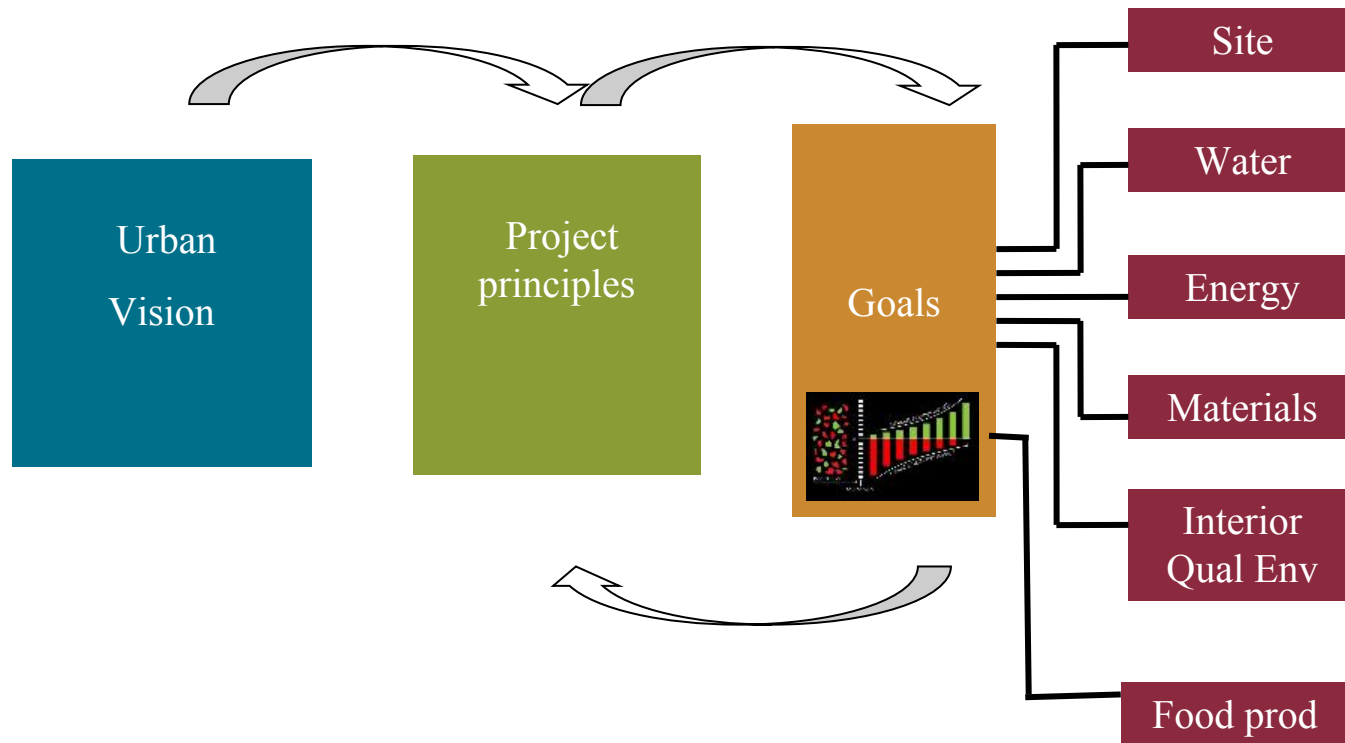 Urban
Vision
Project
principles
Goals
Site
Water
Energy
Materials
Interior
Qual Env
Food prod